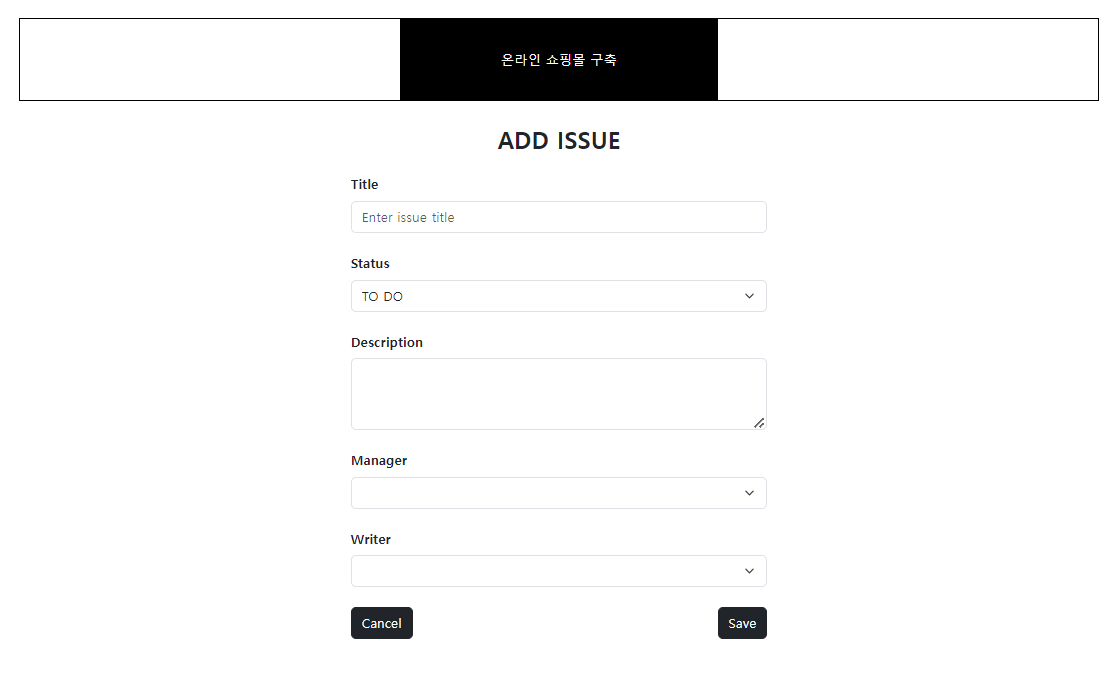 온라인 쇼핑몰 구축
ADD ISSUE
Title
Enter issue title
Status
TO DO
Description
Manager
Writer
Cancel
Save